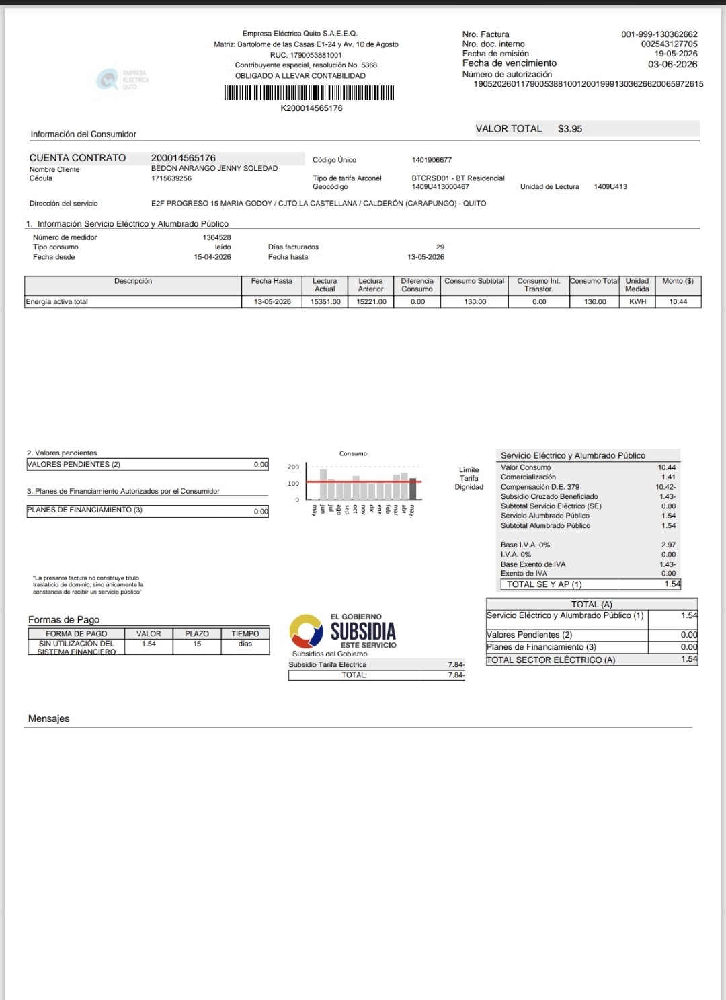 Empresa Eléctrica Quito S.A.E.E.Q.
Matriz: Bartolome de las Casas E1-24 y Av. 10 de Agosto
RUC: 1790053881001
Contribuyente especial, resolución No. 5368
OBLIGADO A LLEVAR CONTABILIDAD
K200014565176
EMPRESA
ELÉCTRICA
QUITO
Nro. Factura 001-999-130362662
Nro. doc. interno 002543127705
Fecha de emisión 19-05-2026
Fecha de vencimiento 03-06-2026
Número de autorización
1905202601179005388100120019991303626620065972615
VALOR TOTAL $3.95
Información del Consumidor
CUENTA CONTRATO 200014565176
Nombre Cliente BEDON ANRANGO JENNY SOLEDAD
Cédula 1715639256
Código Único 1401906677
Tipo de tarifa Arconel BTCRSD01 - BT Residencial
Geocódigo 1409U413000467 Unidad de Lectura 1409U413
Dirección del servicio E2F PROGRESO 15 MARIA GODOY / CJTO.LA CASTELLANA / CALDERÓN (CARAPUNGO) - QUITO
1. Información Servicio Eléctrico y Alumbrado Público
Número de medidor 1364528
Tipo consumo leído Días facturados 29
Fecha desde 15-04-2026 Fecha hasta 13-05-2026
Descripción Fecha Hasta Lectura Actual Lectura Anterior Diferencia Consumo Consumo Subtotal Consumo Int. Transfor. Consumo Total Unidad Medida Monto ($)
Energía activa total 13-05-2026 15351.00 15221.00 0.00 130.00 0.00 130.00 KWH 10.44
2. Valores pendientes
VALORES PENDIENTES (2) 0.00
3. Planes de Financiamiento Autorizados por el Consumidor
PLANES DE FINANCIAMIENTO (3) 0.00
Consumo
200
100
0
may jun jul ago sep oct nov dic ene feb mar abr may.
Límite
Tarifa
Dignidad
Servicio Eléctrico y Alumbrado Público
Valor Consumo 10.44
Comercialización 1.41
Compensación D.E. 379 10.42-
Subsidio Cruzado Beneficiado 1.43-
Subtotal Servicio Eléctrico (SE) 0.00
Servicio Alumbrado Público 1.54
Subtotal Alumbrado Público 1.54
Base I.V.A. 0% 2.97
I.V.A. 0% 0.00
Base Exento de IVA 1.43-
Exento de IVA 0.00
TOTAL SE Y AP (1) 1.54
"La presente factura no constituye título
traslaticio de dominio, sino únicamente la
constancia de recibir un servicio público"
Formas de Pago
FORMA DE PAGO VALOR PLAZO TIEMPO
SIN UTILIZACIÓN DEL 1.54 15 días
SISTEMA FINANCIERO
EL GOBIERNO
SUBSIDIA
ESTE SERVICIO
Subsidios del Gobierno
Subsidio Tarifa Eléctrica 7.84-
TOTAL: 7.84-
TOTAL (A)
Servicio Eléctrico y Alumbrado Público (1) 1.54
Valores Pendientes (2) 0.00
Planes de Financiamiento (3) 0.00
TOTAL SECTOR ELÉCTRICO (A) 1.54
Mensajes